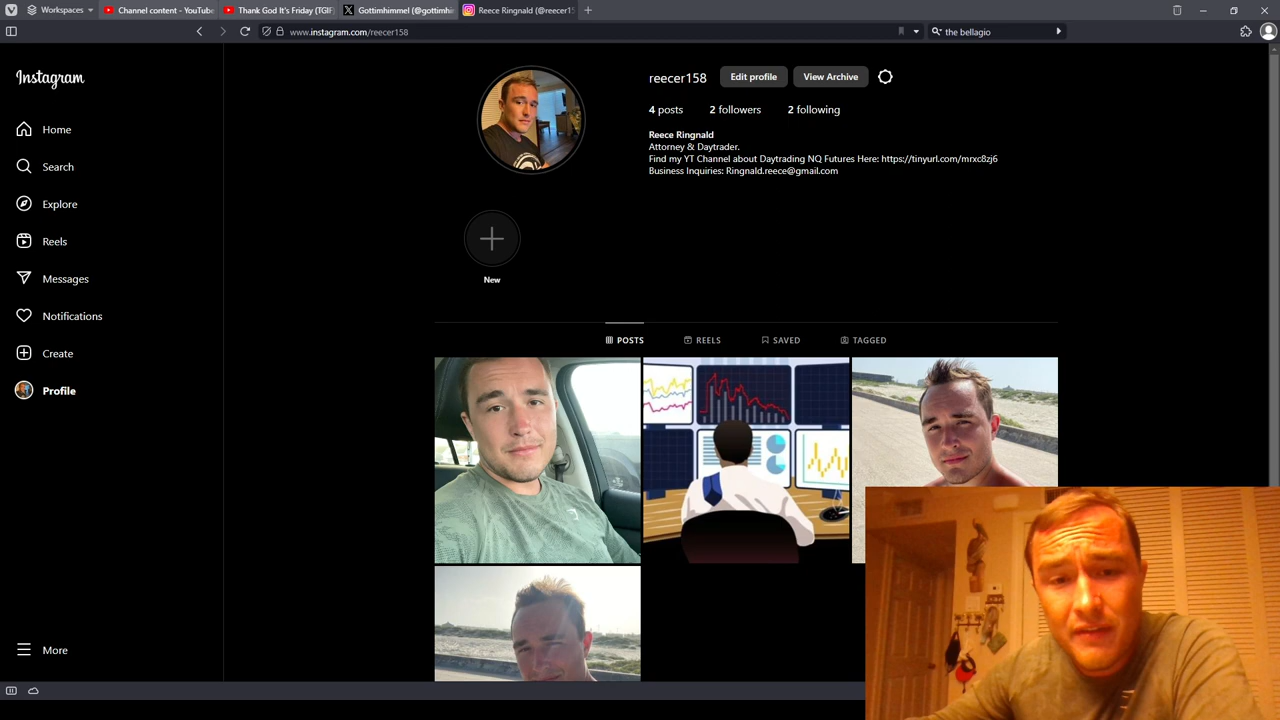 Workspaces
Channel content - YouTube
Thank God It's Friday (TGIF
Gottimhimmel (@gottimhi
Reece Ringnald (@reecer15
www.instagram.com/reecer158
the bellagio
Instagram
Home
Search
Explore
Reels
Messages
Notifications
Create
Profile
More
reecer158
Edit profile
View Archive
4 posts
2 followers
2 following
Reece Ringnald
Attorney & Daytrader.
Find my YT Channel about Daytrading NQ Futures Here: https://tinyurl.com/mrxc8zj6
Business Inquiries: Ringnald.reece@gmail.com
New
POSTS
REELS
SAVED
TAGGED